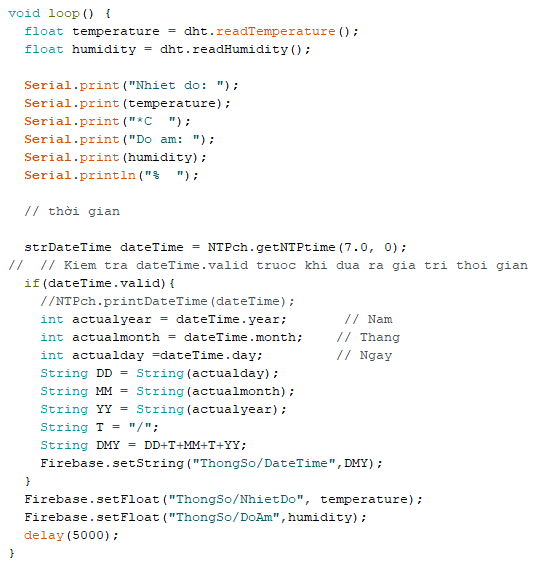 void loop() {
  float temperature = dht.readTemperature();
  float humidity = dht.readHumidity();

  Serial.print("Nhiet do: ");
  Serial.print(temperature);
  Serial.print("*C  ");
  Serial.print("Do am: ");
  Serial.print(humidity);
  Serial.println("%  ");

  // thời gian

  strDateTime dateTime = NTPch.getNTPtime(7.0, 0);
//  // Kiem tra dateTime.valid truoc khi dua ra gia tri thoi gian
  if(dateTime.valid){
    //NTPch.printDateTime(dateTime);
    int actualyear = dateTime.year;       // Nam
    int actualmonth = dateTime.month;    // Thang
    int actualday =dateTime.day;         // Ngay
    String DD = String(actualday);
    String MM = String(actualmonth);
    String YY = String(actualyear);
    String T = "/";
    String DMY = DD+T+MM+T+YY;
    Firebase.setString("ThongSo/DateTime",DMY);
  }
  Firebase.setFloat("ThongSo/NhietDo", temperature);
  Firebase.setFloat("ThongSo/DoAm",humidity);
  delay(5000);
}